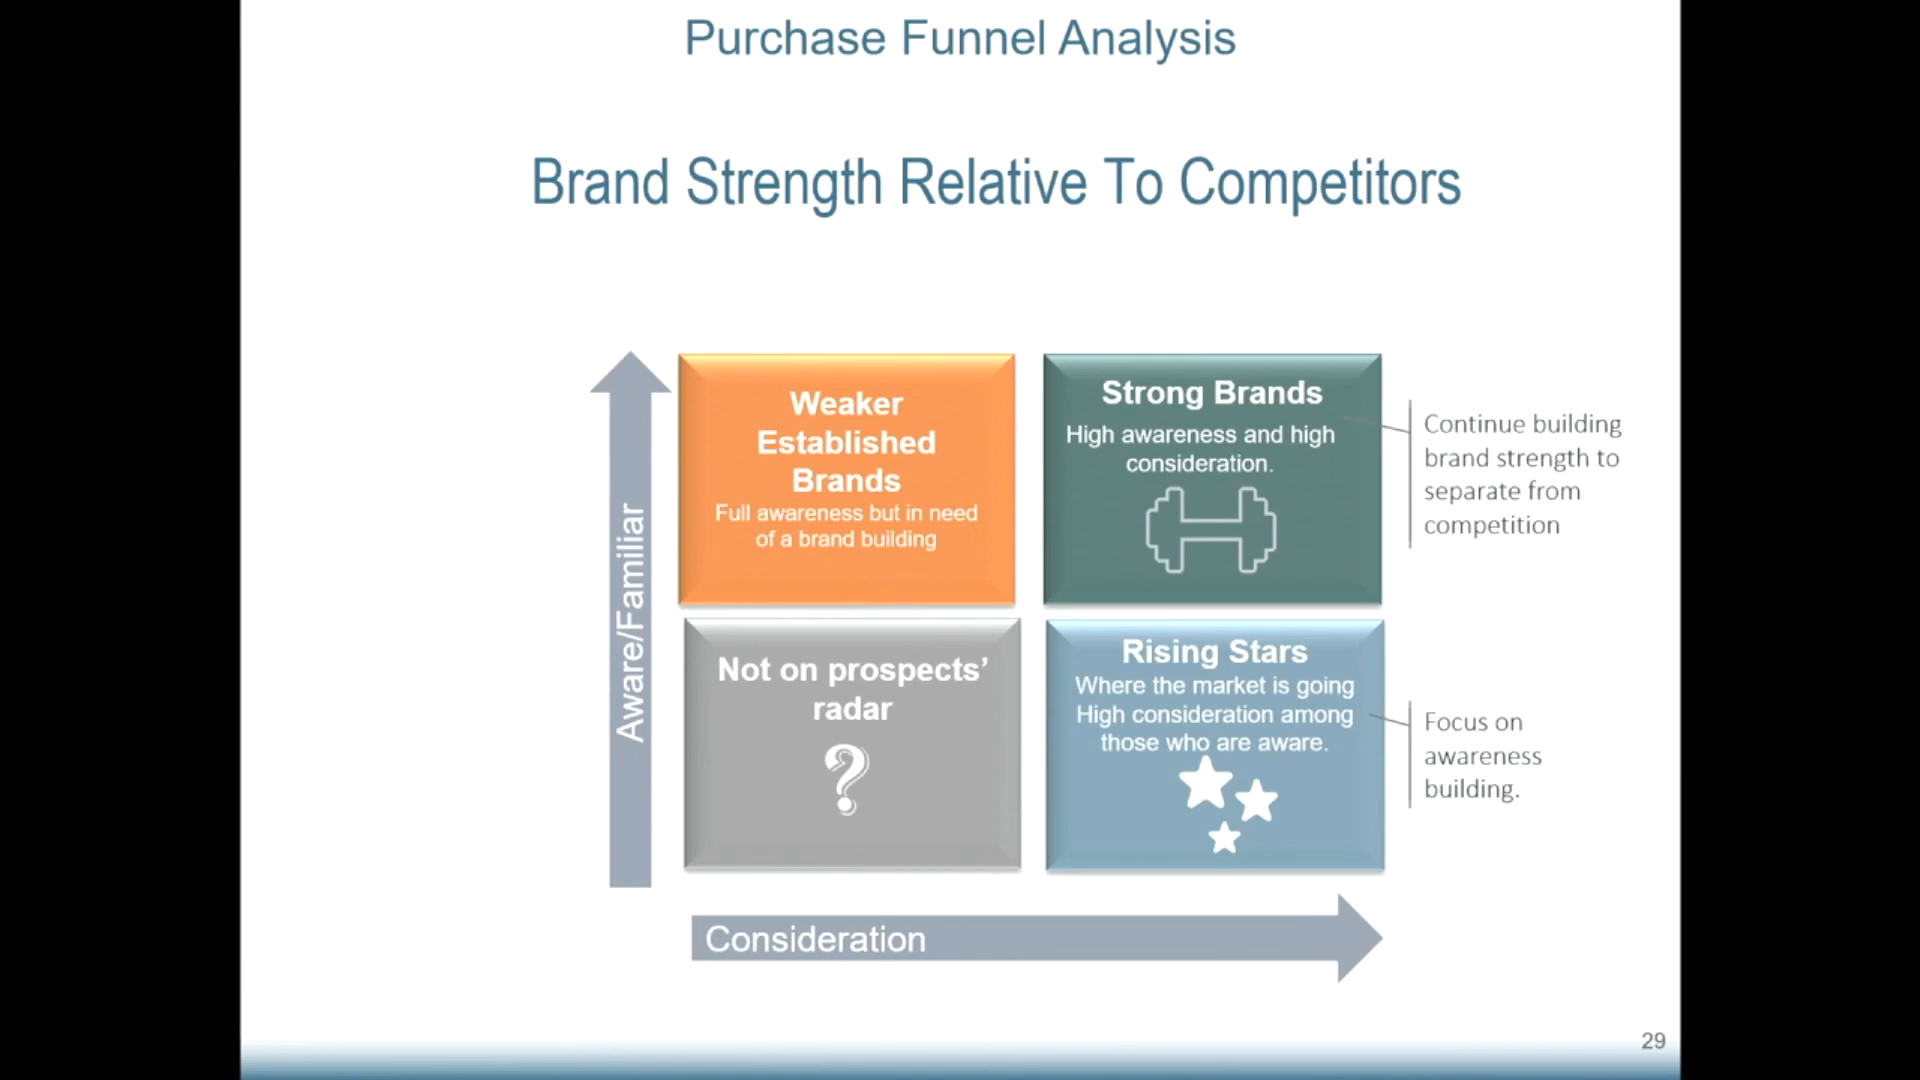 Purchase Funnel Analysis
Brand Strength Relative To Competitors
Aware/Familiar
Weaker
Established
Brands
Full awareness but in need
of a brand building
Strong Brands
High awareness and high
consideration.
Continue building
brand strength to
separate from
competition
Not on prospects’
radar
?
Rising Stars
Where the market is going
High consideration among
those who are aware.
Focus on
awareness
building.
Consideration
29